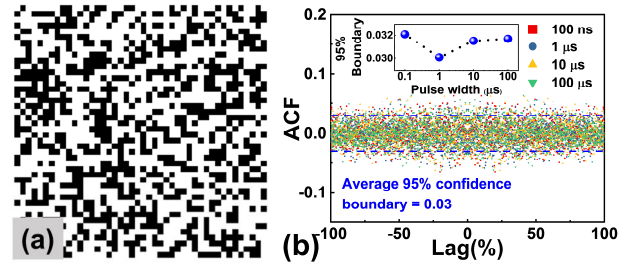 (a)
(b)
0.2
0.1
0.0
-0.1
ACF
-100
-50
0
50
100
Lag(%)
95%
Boundary
0.032
0.030
0.1
1
10
100
Pulse width (μs)
100 ns
1 μs
10 μs
100 μs
Average 95% confidence
boundary = 0.03